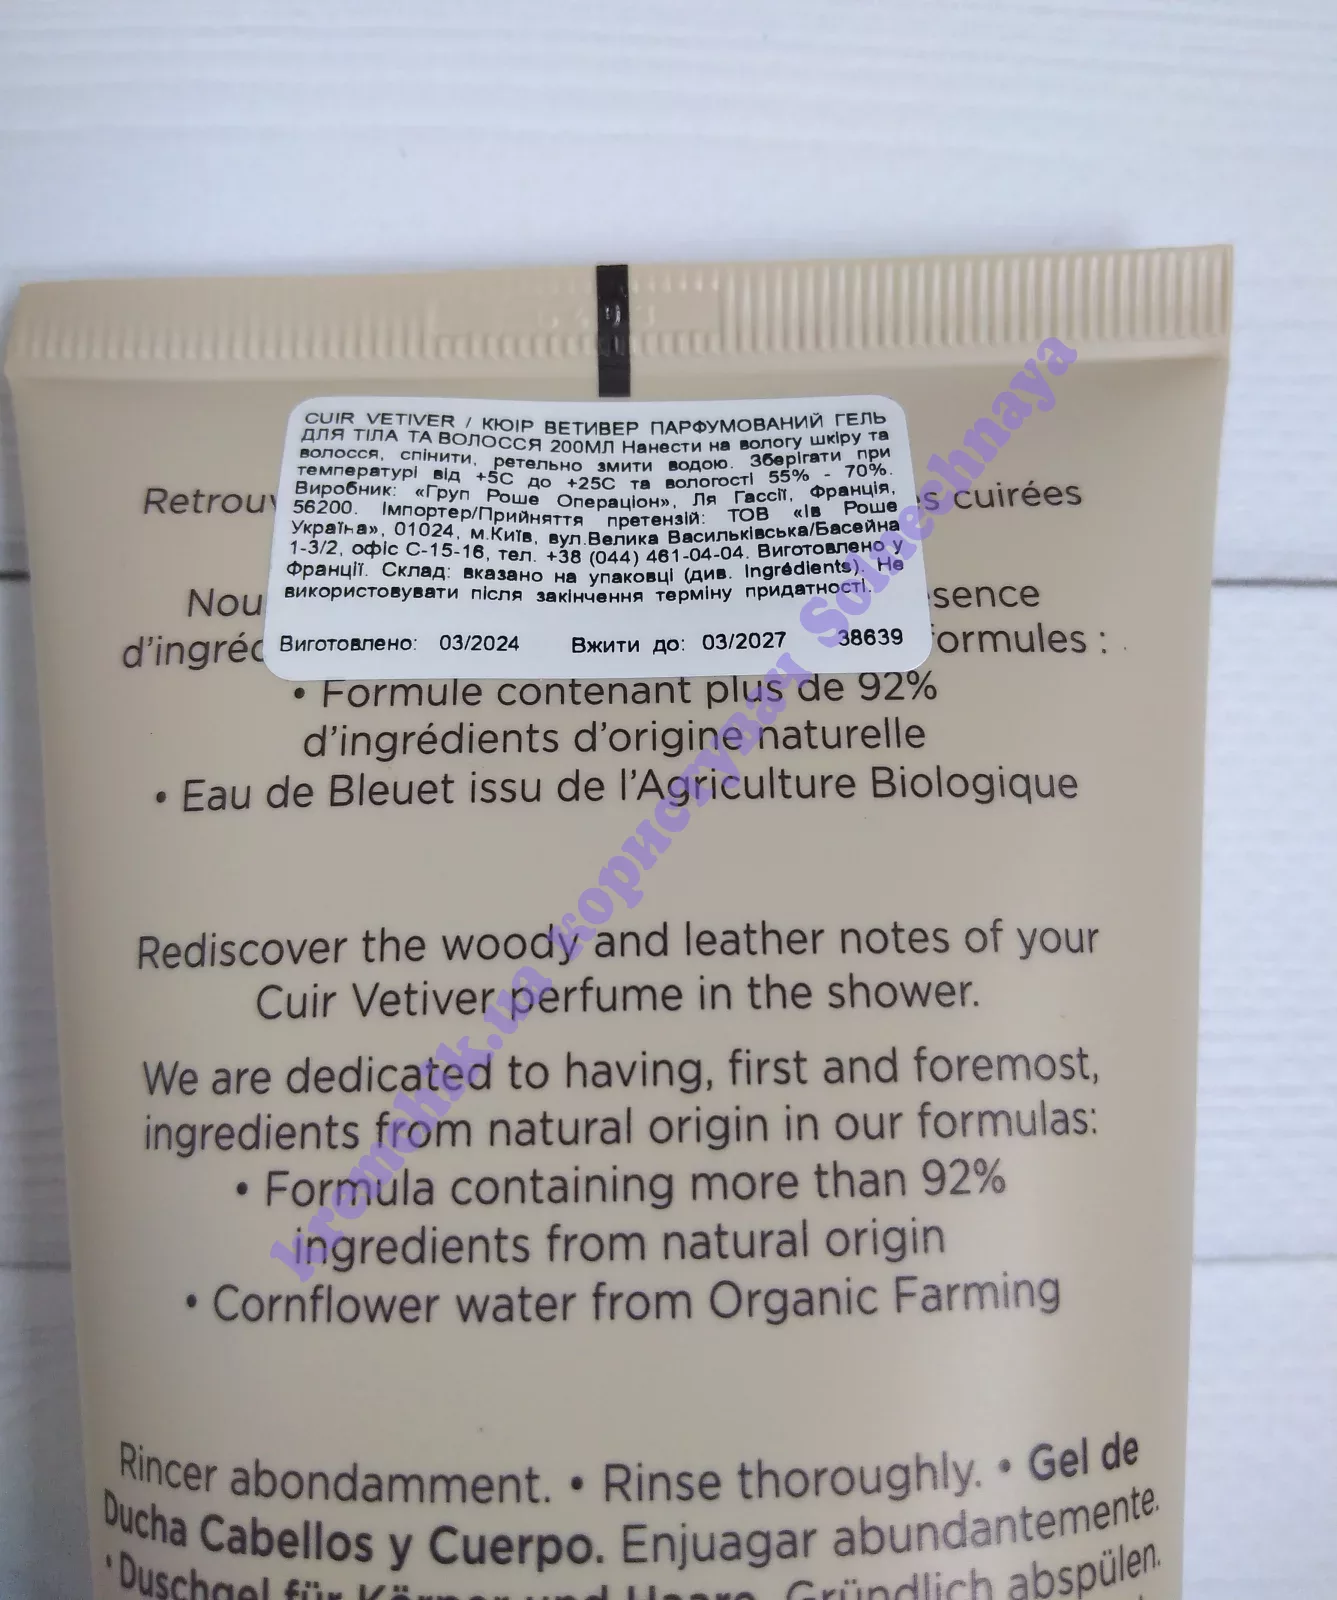 CUIR VETIVER / КЮІР ВЕТИВЕР ПАРФУМОВАНИЙ ГЕЛЬ
ДЛЯ ТІЛА ТА ВОЛОССЯ 200МЛ Нанести на вологу шкіру та
волосся, спінити, ретельно змити водою. Зберігати при
температурі від +5С до +25С та вологості 55% - 70%.
Виробник: «Груп Роше Операціон», Ля Гассії, Франція,
56200. Імпортер/Прийняття претензій: ТОВ «Ів Роше
Україна», 01024, м.Київ, вул.Велика Васильківська/Басейна
1-3/2, офіс С-15-16, тел. +38 (044) 461-04-04. Виготовлено у
Франції. Склад: вказано на упаковці (див. Ingrédients). Не
використовувати після закінчення терміну придатності.
Виготовлено: 03/2024 Вжити до: 03/2027 38639
cuirées
Nou
d'ingréd
formules :
• Formule contenant plus de 92%
d'ingrédients d'origine naturelle
• Eau de Bleuet issu de l'Agriculture Biologique
Rediscover the woody and leather notes of your
Cuir Vetiver perfume in the shower.
We are dedicated to having, first and foremost,
ingredients from natural origin in our formulas:
• Formula containing more than 92%
ingredients from natural origin
• Cornflower water from Organic Farming
Rincer abondamment. • Rinse thoroughly. • Gel de
Ducha Cabellos y Cuerpo. Enjuagar abundantemente.
• Duschgel für Körper und Haare. Gründlich abspülen.
kremchik.ua користувач Solnechnaya